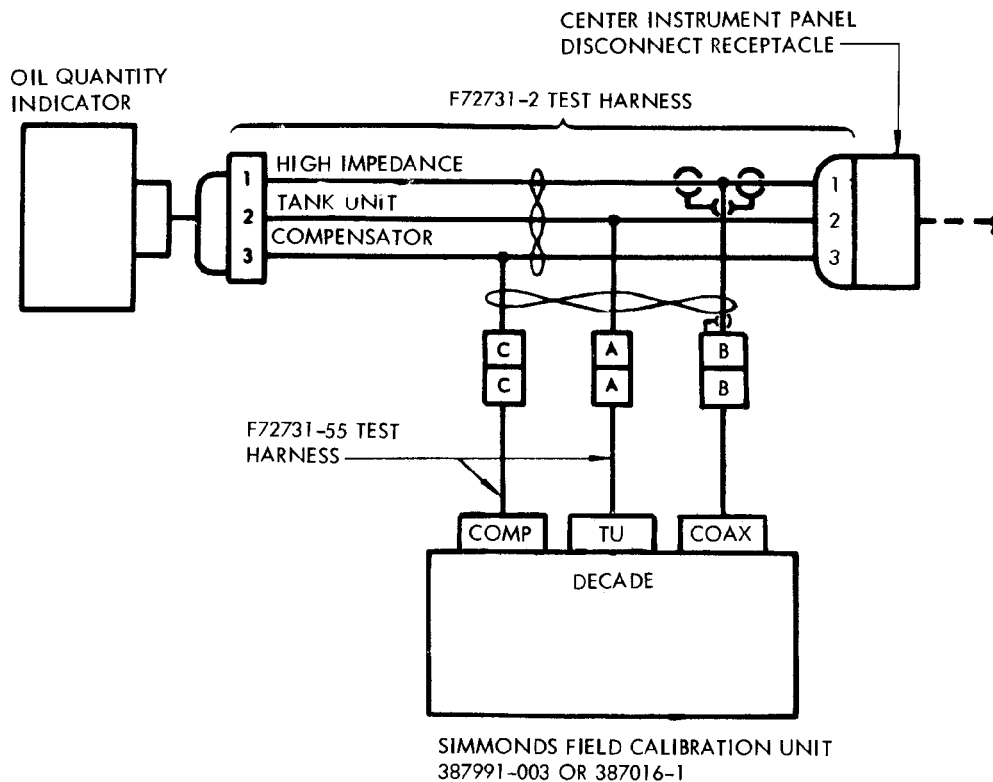 CENTER INSTRUMENT PANEL
DISCONNECT RECEPTACLE
OIL QUANTITY
INDICATOR
F72731-2 TEST HARNESS
1 HIGH IMPEDANCE 1
2 TANK UNIT 2
3 COMPENSATOR 3
C A B
C A B
F72731-55 TEST
HARNESS
COMP TU COAX
DECADE
SIMMONDS FIELD CALIBRATION UNIT
387991-003 OR 387016-1